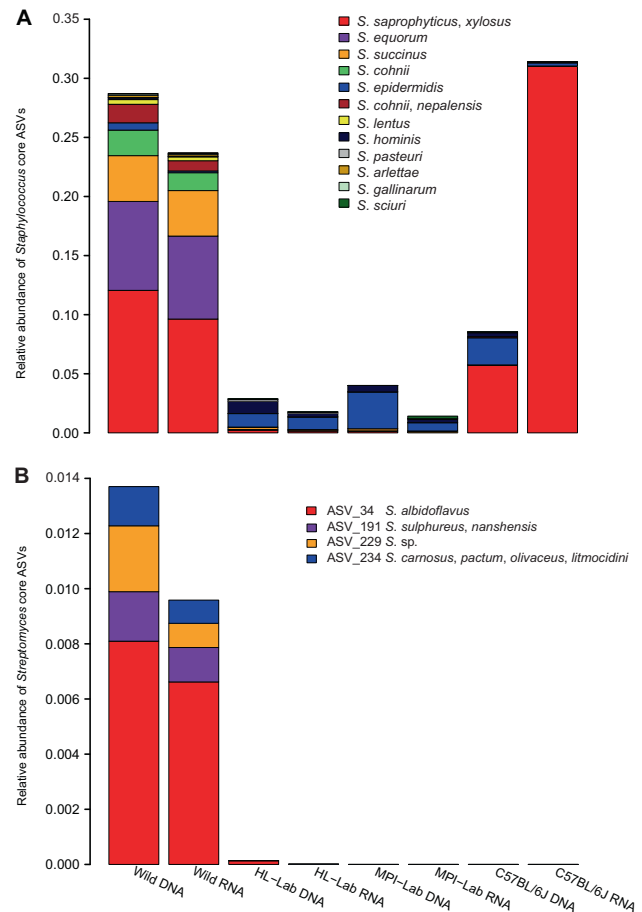 A
Relative abundance of Staphylococcus core ASVs
0.35
0.30
0.25
0.20
0.15
0.10
0.05
0.00
S. saprophyticus, xylosus
S. equorum
S. succinus
S. cohnii
S. epidermidis
S. cohnii, nepalensis
S. lentus
S. hominis
S. pasteuri
S. arlettae
S. gallinarum
S. sciuri
B
Relative abundance of Streptomyces core ASVs
0.014
0.012
0.010
0.008
0.006
0.004
0.002
0.000
ASV_34 S. albidoflavus
ASV_191 S. sulphureus, nanshensis
ASV_229 S. sp.
ASV_234 S. carnosus, pactum, olivaceus, litmocidini
Wild DNA
Wild RNA
HL−Lab DNA
HL−Lab RNA
MPI−Lab DNA
MPI−Lab RNA
C57BL/6J DNA
C57BL/6J RNA